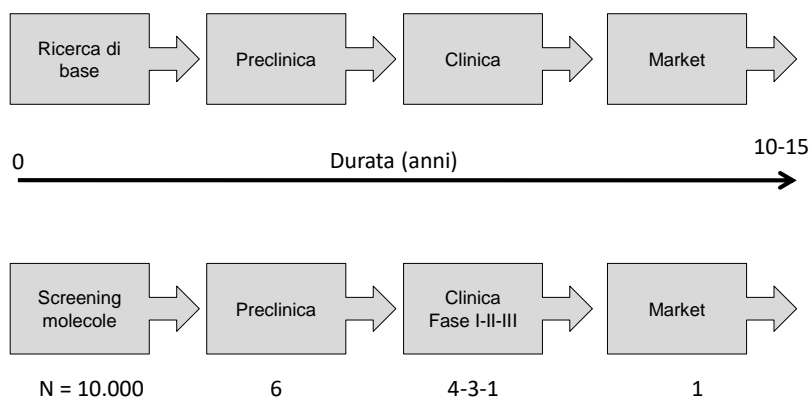 Ricerca di
base
Preclinica
Clinica
Market
0
Durata (anni)
10-15
Screening
molecole
Preclinica
Clinica
Fase I-II-III
Market
N = 10.000
6
4-3-1
1